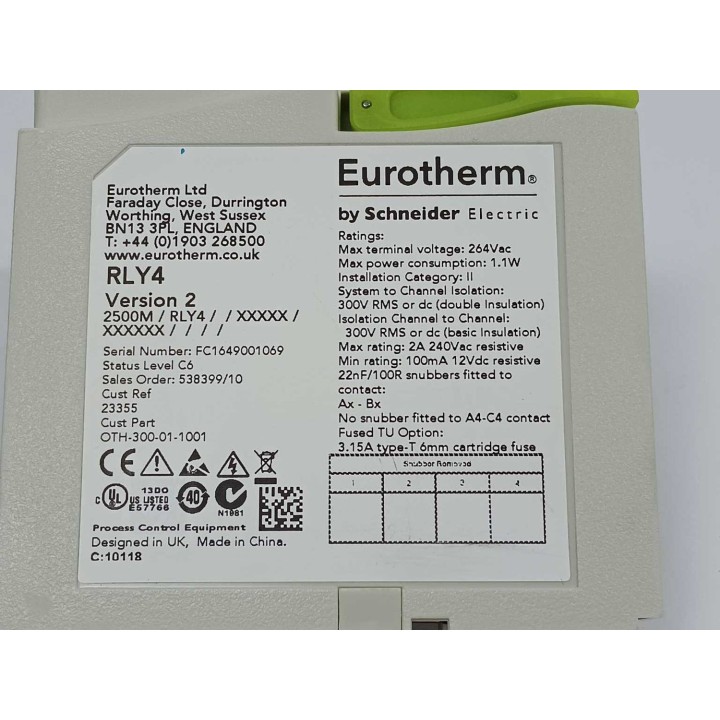 Eurotherm Ltd
Faraday Close, Durrington
Worthing, West Sussex
BN13 3PL, ENGLAND
T: +44 (0)1903 268500
www.eurotherm.co.uk
RLY4
Version 2
2500M / RLY4 /  / XXXXX /
XXXXXX /  /  /  /
Serial Number: FC1649001069
Status Level C6
Sales Order: 538399/10
Cust Ref
23355
Cust Part
OTH-300-01-1001
CE
C UL US LISTED
13DO
E57766
40
N
N1981
Process Control Equipment
Designed in UK, Made in China.
C:10118
Eurotherm®
by Schneider Electric
Ratings:
Max terminal voltage: 264Vac
Max power consumption: 1.1W
Installation Category: II
System to Channel Isolation:
300V RMS or dc (double Insulation)
Isolation Channel to Channel:
300V RMS or dc (basic Insulation)
Max rating: 2A 240Vac resistive
Min rating: 100mA 12Vdc resistive
22nF/100R snubbers fitted to
contact:
Ax - Bx
No snubber fitted to A4-C4 contact
Fused TU Option:
3.15A type-T 6mm cartridge fuse
Snubber Removed
1 2 3 4